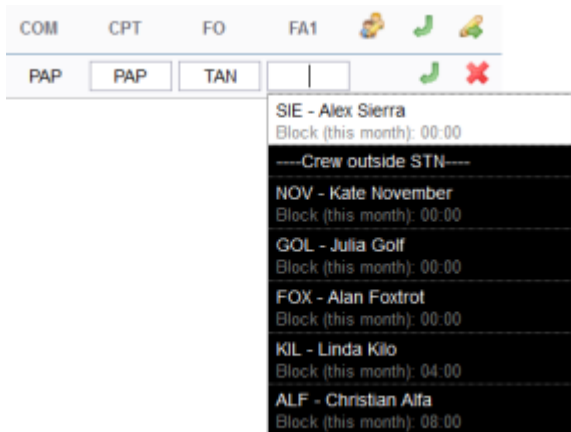 COM CPT FO FA1
PAP PAP TAN
SIE - Alex Sierra
Block (this month): 00:00
----Crew outside STN----
NOV - Kate November
Block (this month): 00:00
GOL - Julia Golf
Block (this month): 00:00
FOX - Alan Foxtrot
Block (this month): 00:00
KIL - Linda Kilo
Block (this month): 04:00
ALF - Christian Alfa
Block (this month): 08:00